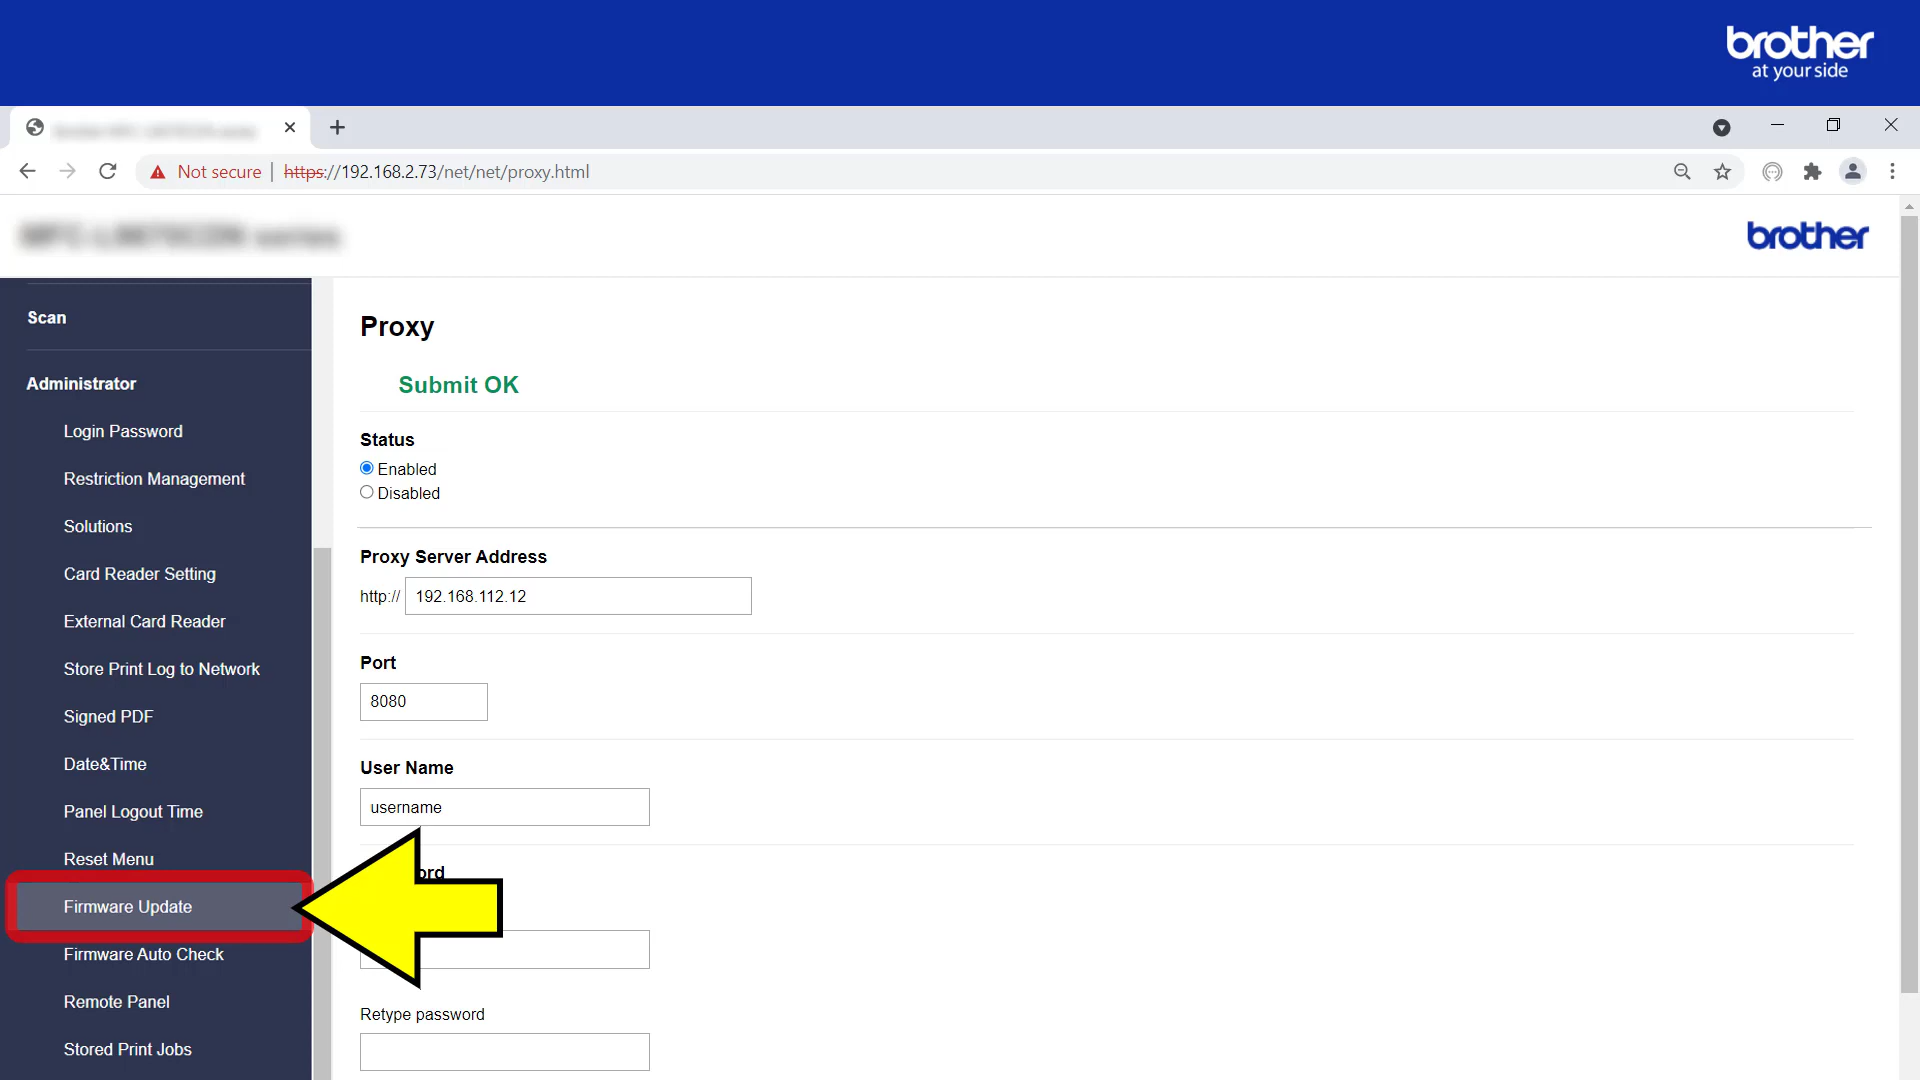 brother
at your side
Not secure | https://192.168.2.73/net/net/proxy.html
brother
Scan
Administrator
Login Password
Restriction Management
Solutions
Card Reader Setting
External Card Reader
Store Print Log to Network
Signed PDF
Date&Time
Panel Logout Time
Reset Menu
Firmware Update
Firmware Auto Check
Remote Panel
Stored Print Jobs
Proxy
Submit OK
Status
Enabled
Disabled
Proxy Server Address
http:// 192.168.112.12
Port
8080
User Name
username
Retype password